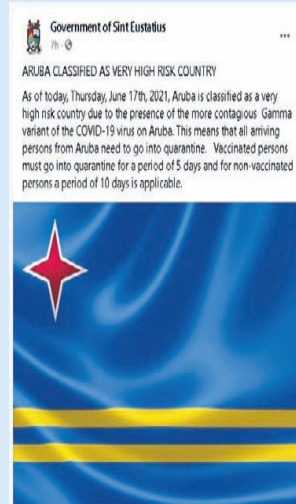 Government of Sint Eustatius
7h
ARUBA CLASSIFIED AS VERY HIGH RISK COUNTRY
As of today, Thursday, June 17th, 2021, Aruba is classified as a very
high risk country due to the presence of the more contagious Gamma
variant of the COVID-19 virus on Aruba. This means that all arriving
persons from Aruba need to go into quarantine. Vaccinated persons
must go into quarantine for a period of 5 days and for non-vaccinated
persons a period of 10 days is applicable.